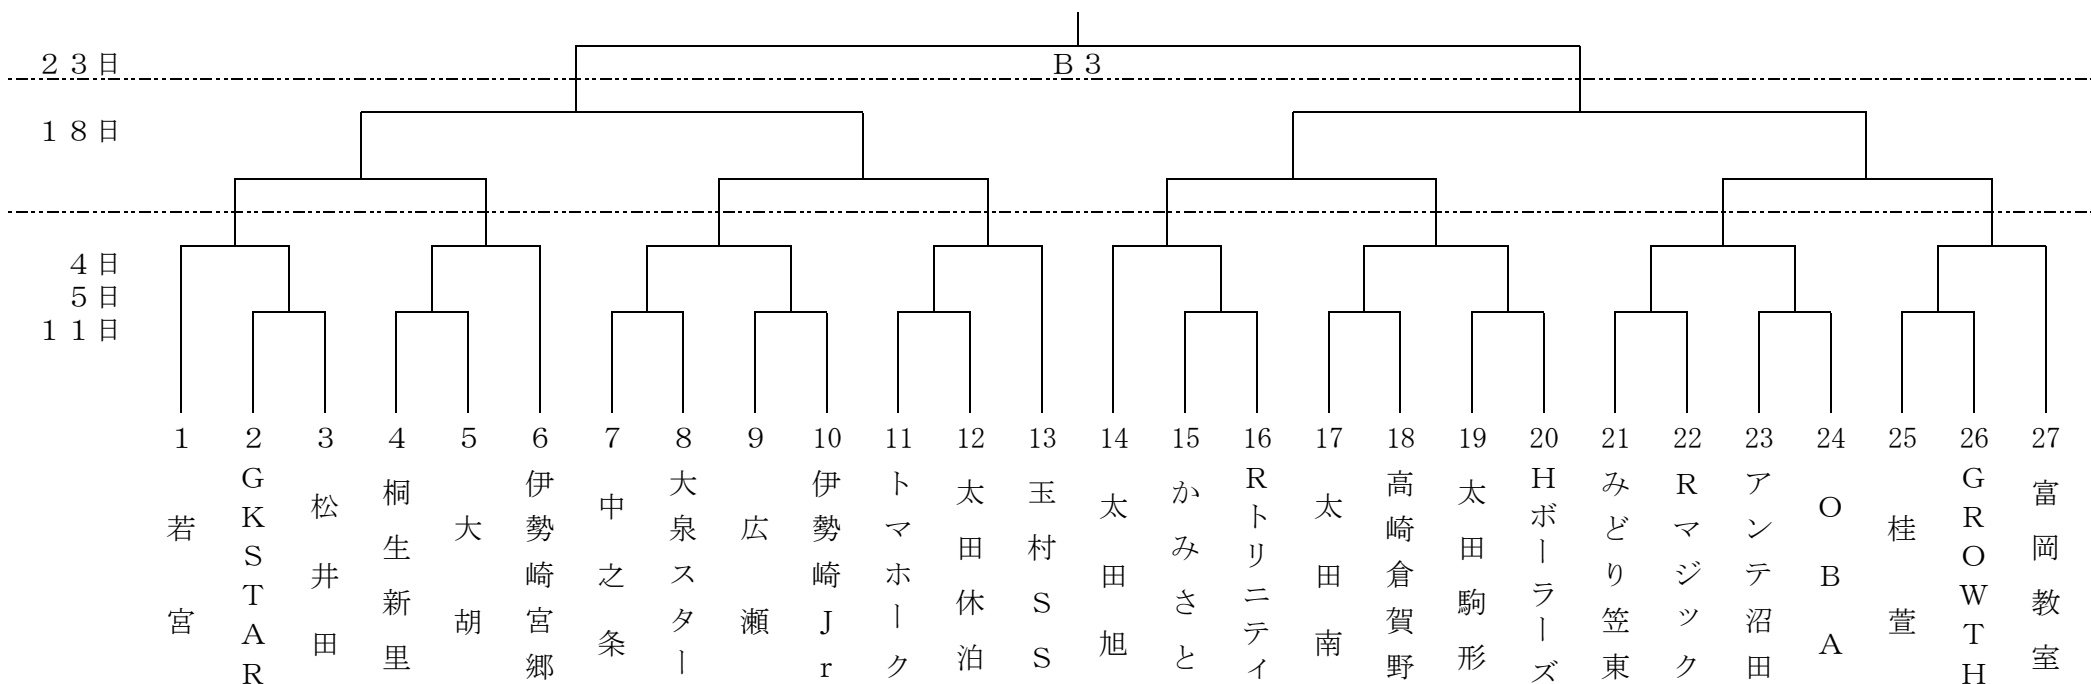 ２３日
Ｂ３
１８日
４日
５日
１１日
1 2 3 4 5 6 7 8 9 10 11 12 13 14 15 16 17 18 19 20 21 22 23 24 25 26 27
若宮
GKSTAR
松井田
桐生新里
大胡
伊勢崎宮郷
中之条
大泉スター
広瀬
伊勢崎Jr
トマホーク
太田休泊
玉村SS
太田旭
かみさと
Rトリニティ
太田南
高崎倉賀野
太田駒形
Hボーラーズ
みどり笠東
Rマジック
アンテ沼田
OBA
桂萱
GROWTH
富岡教室